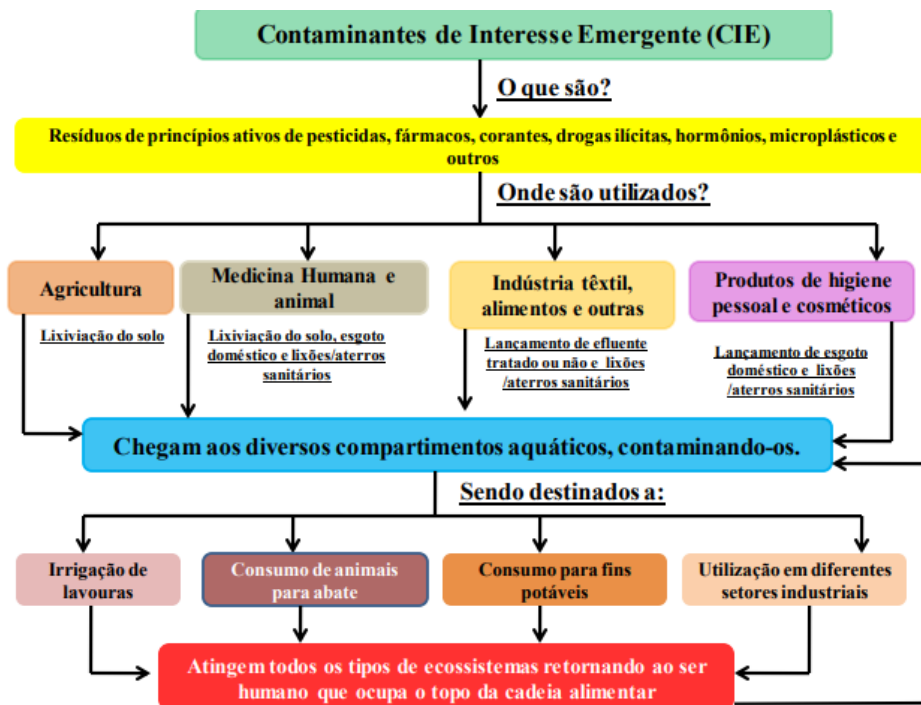 Contaminantes de Interesse Emergente (CIE)
O que são?
Resíduos de princípios ativos de pesticidas, fármacos, corantes, drogas ilícitas, hormônios, microplásticos e
outros
Onde são utilizados?
Agricultura
Lixiviação do solo
Medicina Humana e
animal
Lixiviação do solo, esgoto
doméstico e lixões/aterros
sanitários
Indústria têxtil,
alimentos e outras
Lançamento de efluente
tratado ou não e lixões
/aterros sanitários
Produtos de higiene
pessoal e cosméticos
Lançamento de esgoto
doméstico e lixões
/aterros sanitários
Chegam aos diversos compartimentos aquáticos, contaminando-os.
Sendo destinados a:
Irrigação de
lavouras
Consumo de animais
para abate
Consumo para fins
potáveis
Utilização em diferentes
setores industriais
Atingem todos os tipos de ecossistemas retornando ao ser
humano que ocupa o topo da cadeia alimentar